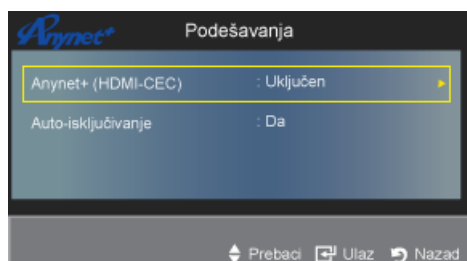 Anynet+ Podešavanja
Anynet+ (HDMI-CEC) : Uključen
Auto-isključivanje : Da
Prebaci Ulaz Nazad